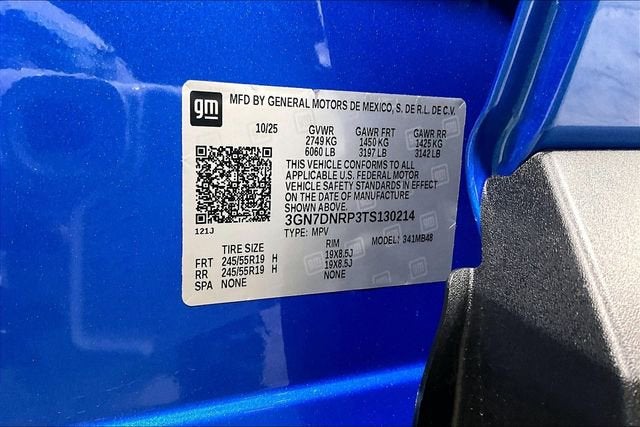 gm MFD BY GENERAL MOTORS DE MEXICO, S. DE R.L. DE C.V.
10/25 GVWR GAWR FRT GAWR RR
2749 KG 1450 KG 1425 KG
6060 LB 3197 LB 3142 LB
THIS VEHICLE CONFORMS TO ALL
APPLICABLE U.S. FEDERAL MOTOR
VEHICLE SAFETY STANDARDS IN EFFECT
ON THE DATE OF MANUFACTURE
SHOWN ABOVE.
3GN7DNRP3TS130214
121J TYPE: MPV MODEL: 341MB48
TIRE SIZE RIM
FRT 245/55R19 H 19X8.5J
RR 245/55R19 H 19X8.5J
SPA NONE NONE